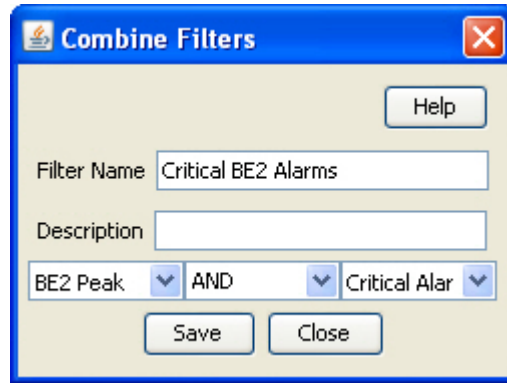 Combine Filters
Help
Filter Name Critical BE2 Alarms
Description
BE2 Peak AND Critical Alar
Save Close